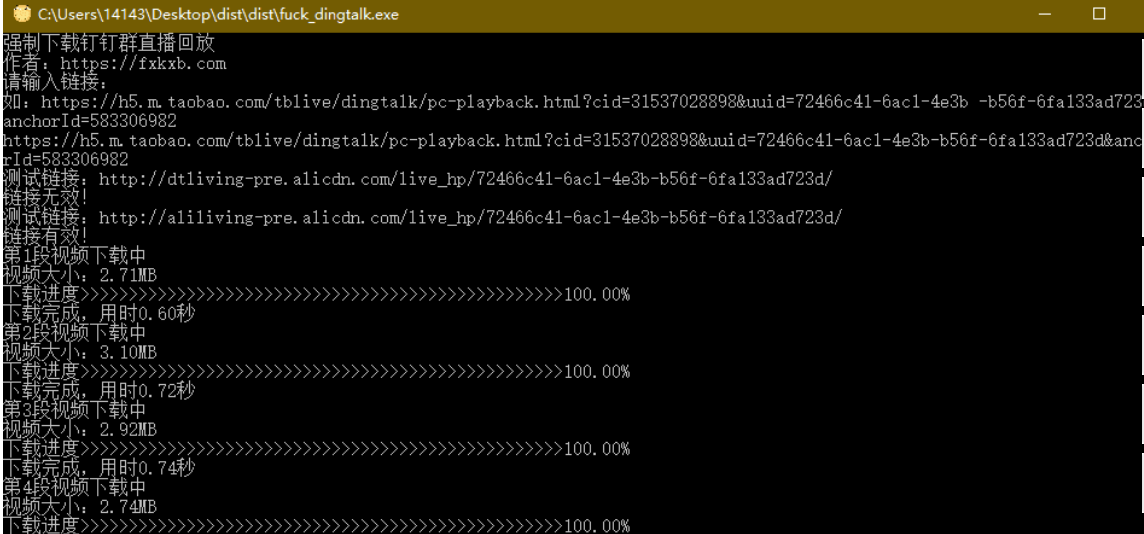 C:\Users\14143\Desktop\dist\dist\fuck_dingtalk.exe
强制下载钉钉群直播回放
作者：https://fxkxb.com
请输入链接：
如：https://h5.m.taobao.com/tblive/dingtalk/pc-playback.html?cid=31537028898&uuid=72466c41-6ac1-4e3b -b56f-6fa133ad723
anchorId=583306982
https://h5.m.taobao.com/tblive/dingtalk/pc-playback.html?cid=31537028898&uuid=72466c41-6ac1-4e3b-b56f-6fa133ad723d&anc
rId=583306982
测试链接：http://dtliving-pre.alicdn.com/live_hp/72466c41-6ac1-4e3b-b56f-6fa133ad723d/
链接无效!
测试链接：http://aliliving-pre.alicdn.com/live_hp/72466c41-6ac1-4e3b-b56f-6fa133ad723d/
链接有效!
第1段视频下载中
视频大小：2.71MB
下载进度>>>>>>>>>>>>>>>>>>>>>>>>>>>>>>>>>>>>>>>>>>>>>>>>>>100.00%
下载完成，用时0.60秒
第2段视频下载中
视频大小：3.10MB
下载进度>>>>>>>>>>>>>>>>>>>>>>>>>>>>>>>>>>>>>>>>>>>>>>>>>>100.00%
下载完成，用时0.72秒
第3段视频下载中
视频大小：2.92MB
下载进度>>>>>>>>>>>>>>>>>>>>>>>>>>>>>>>>>>>>>>>>>>>>>>>>>>100.00%
下载完成，用时0.74秒
第4段视频下载中
视频大小：2.74MB
下载进度>>>>>>>>>>>>>>>>>>>>>>>>>>>>>>>>>>>>>>>>>>>>>>>>>>100.00%